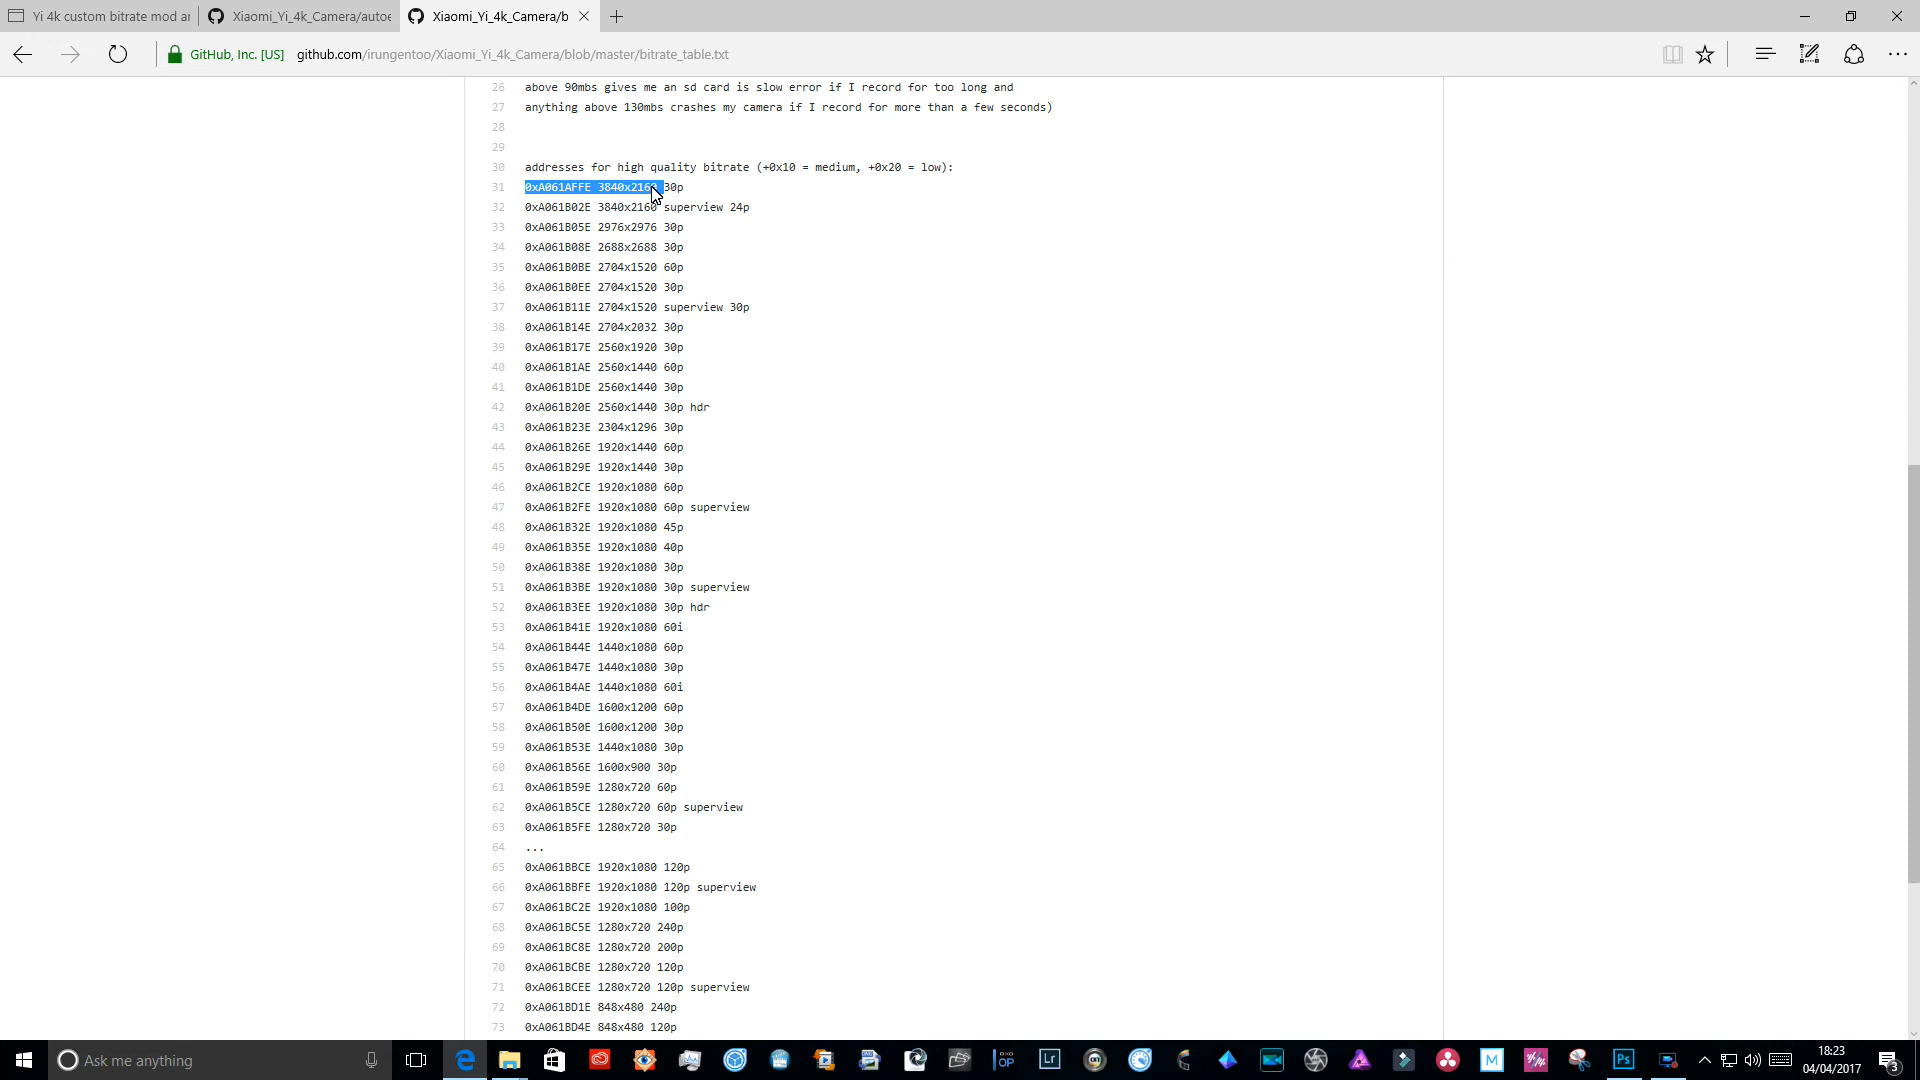 Yi 4k custom bitrate mod ar
Xiaomi_Yi_4k_Camera/autoe
Xiaomi_Yi_4k_Camera/b
GitHub, Inc. [US]
github.com/irungentoo/Xiaomi_Yi_4k_Camera/blob/master/bitrate_table.txt
26 above 90mbs gives me an sd card is slow error if I record for too long and
27 anything above 130mbs crashes my camera if I record for more than a few seconds)
28
29
30 addresses for high quality bitrate (+0x10 = medium, +0x20 = low):
31 0xA061AFFE 3840x2160 30p
32 0xA061B02E 3840x2160 superview 24p
33 0xA061B05E 2976x2976 30p
34 0xA061B08E 2688x2688 30p
35 0xA061B0BE 2704x1520 60p
36 0xA061B0EE 2704x1520 30p
37 0xA061B11E 2704x1520 superview 30p
38 0xA061B14E 2704x2032 30p
39 0xA061B17E 2560x1920 30p
40 0xA061B1AE 2560x1440 60p
41 0xA061B1DE 2560x1440 30p
42 0xA061B20E 2560x1440 30p hdr
43 0xA061B23E 2304x1296 30p
44 0xA061B26E 1920x1440 60p
45 0xA061B29E 1920x1440 30p
46 0xA061B2CE 1920x1080 60p
47 0xA061B2FE 1920x1080 60p superview
48 0xA061B32E 1920x1080 45p
49 0xA061B35E 1920x1080 40p
50 0xA061B38E 1920x1080 30p
51 0xA061B3BE 1920x1080 30p superview
52 0xA061B3EE 1920x1080 30p hdr
53 0xA061B41E 1920x1080 60i
54 0xA061B44E 1440x1080 60p
55 0xA061B47E 1440x1080 30p
56 0xA061B4AE 1440x1080 60i
57 0xA061B4DE 1600x1200 60p
58 0xA061B50E 1600x1200 30p
59 0xA061B53E 1440x1080 30p
60 0xA061B56E 1600x900 30p
61 0xA061B59E 1280x720 60p
62 0xA061B5CE 1280x720 60p superview
63 0xA061B5FE 1280x720 30p
64 ...
65 0xA061BBCE 1920x1080 120p
66 0xA061BBFE 1920x1080 120p superview
67 0xA061BC2E 1920x1080 100p
68 0xA061BC5E 1280x720 240p
69 0xA061BC8E 1280x720 200p
70 0xA061BCBE 1280x720 120p
71 0xA061BCEE 1280x720 120p superview
72 0xA061BD1E 848x480 240p
73 0xA061BD4E 848x480 120p
Ask me anything
OP
Lr
M
Ps
18:23
04/04/2017
3